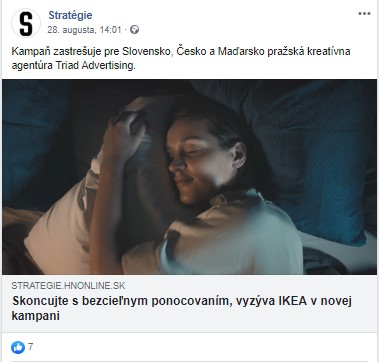 S
Stratégie
28. augusta, 14:01 ·
Kampaň zastrešuje pre Slovensko, Česko a Maďarsko pražská kreatívna
agentúra Triad Advertising.
STRATEGIE.HNONLINE.SK
Skoncujte s bezcieľnym ponocovaním, vyzýva IKEA v novej
kampani
7